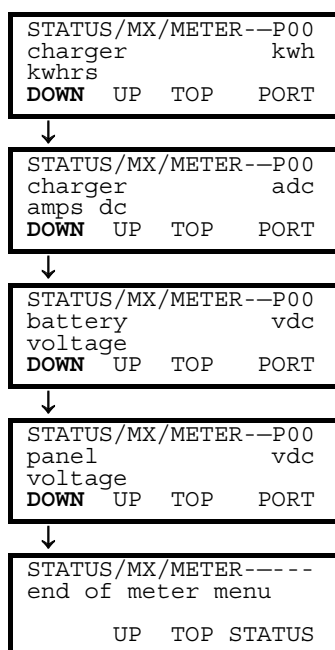 STATUS/MX/METER-—P00
charger kwh
kwhrs
DOWN UP TOP PORT
↓
STATUS/MX/METER-—P00
charger adc
amps dc
DOWN UP TOP PORT
↓
STATUS/MX/METER-—P00
battery vdc
voltage
DOWN UP TOP PORT
↓
STATUS/MX/METER-—P00
panel vdc
voltage
DOWN UP TOP PORT
↓
STATUS/MX/METER-—---
end of meter menu
UP TOP STATUS